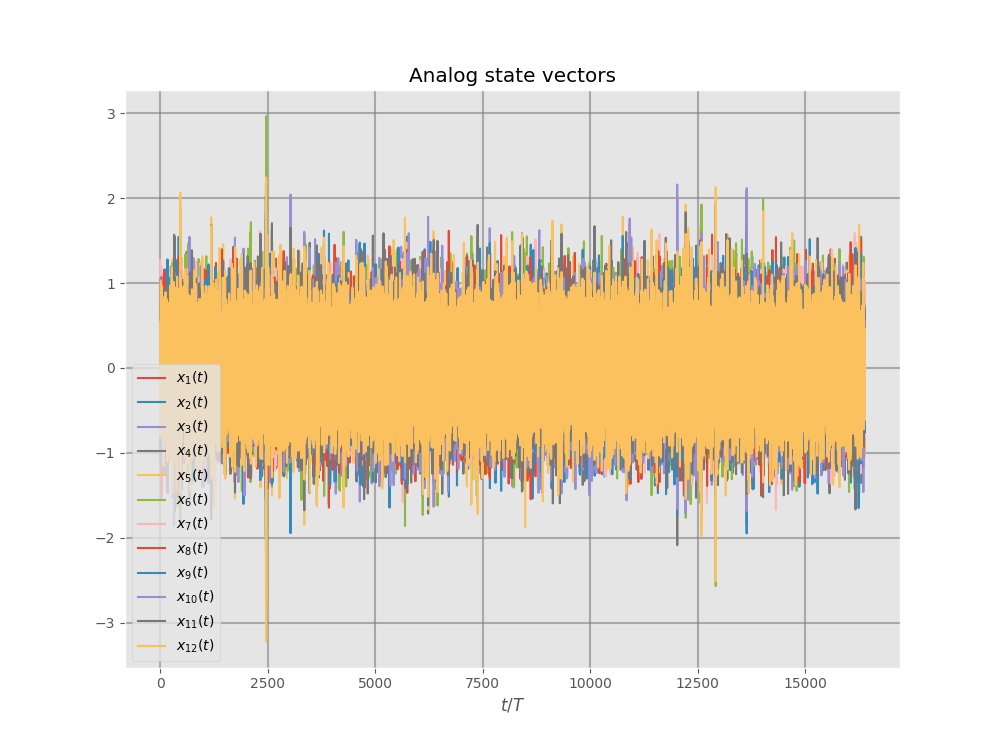 Analog state vectors
3
2
1
0
−1
−2
−3
x₁(t)
x₂(t)
x₃(t)
x₄(t)
x₅(t)
x₆(t)
x₇(t)
x₈(t)
x₉(t)
x₁₀(t)
x₁₁(t)
x₁₂(t)
0 2500 5000 7500 10000 12500 15000
t/T